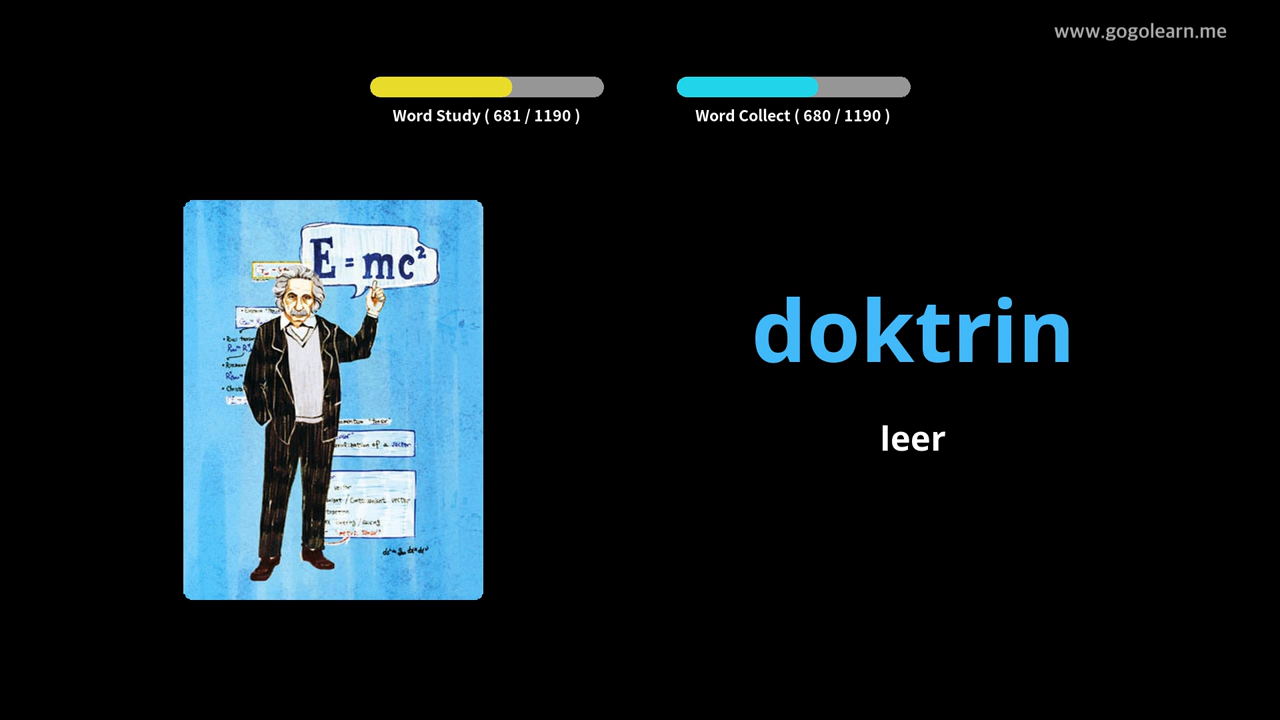 www.gogolearn.me
Word Study ( 681 / 1190 )
Word Collect ( 680 / 1190 )
E = mc²
doktrin
leer